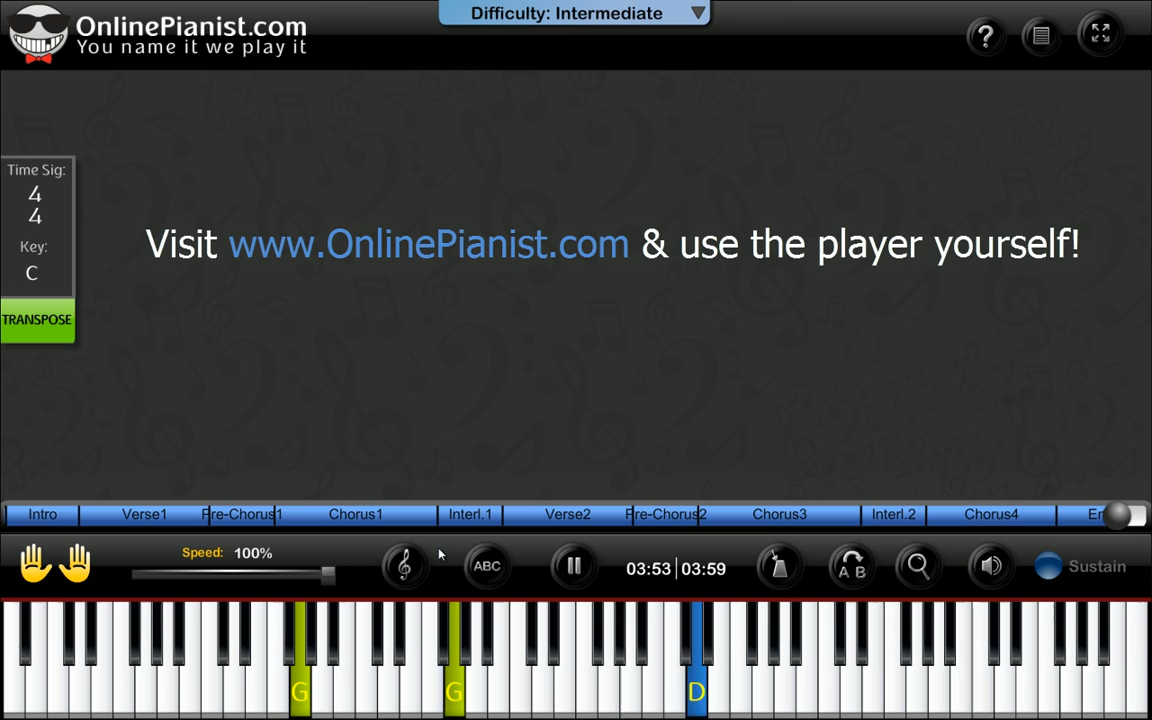 Difficulty: Intermediate
OnlinePianist.com
You name it we play it
?
Time Sig:
4
4
Key:
C
TRANSPOSE
Visit www.OnlinePianist.com & use the player yourself!
Intro Verse1 Pre-Chorus1 Chorus1 Interl.1 Verse2 Pre-Chorus2 Chorus3 Interl.2 Chorus4
Speed: 100%
ABC
03:53 | 03:59
A B
Sustain
G G D